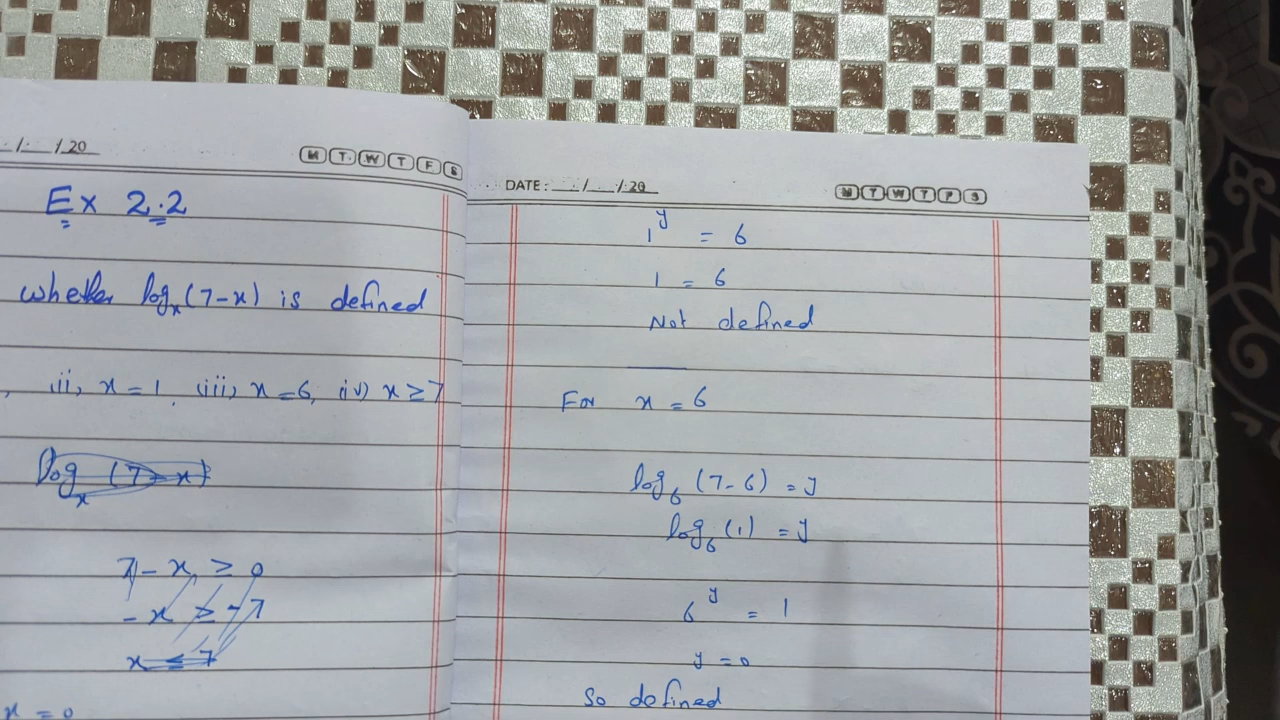 / /20
M T W T F S
Ex 2.2
whether logₓ(7-x) is defined
, ii, x = 1, (iii) x = 6, (iv) x ≥ 7
logₓ (7-x)
7 - x ≥ 0
- x ≥ -7
x ≤ 7
x = 0
DATE: / /20
M T W T F S
1^y = 6
1 = 6
Not defined
For x = 6
log₆ (7-6) = y
log₆ (1) = y
6^y = 1
y = 0
So defined